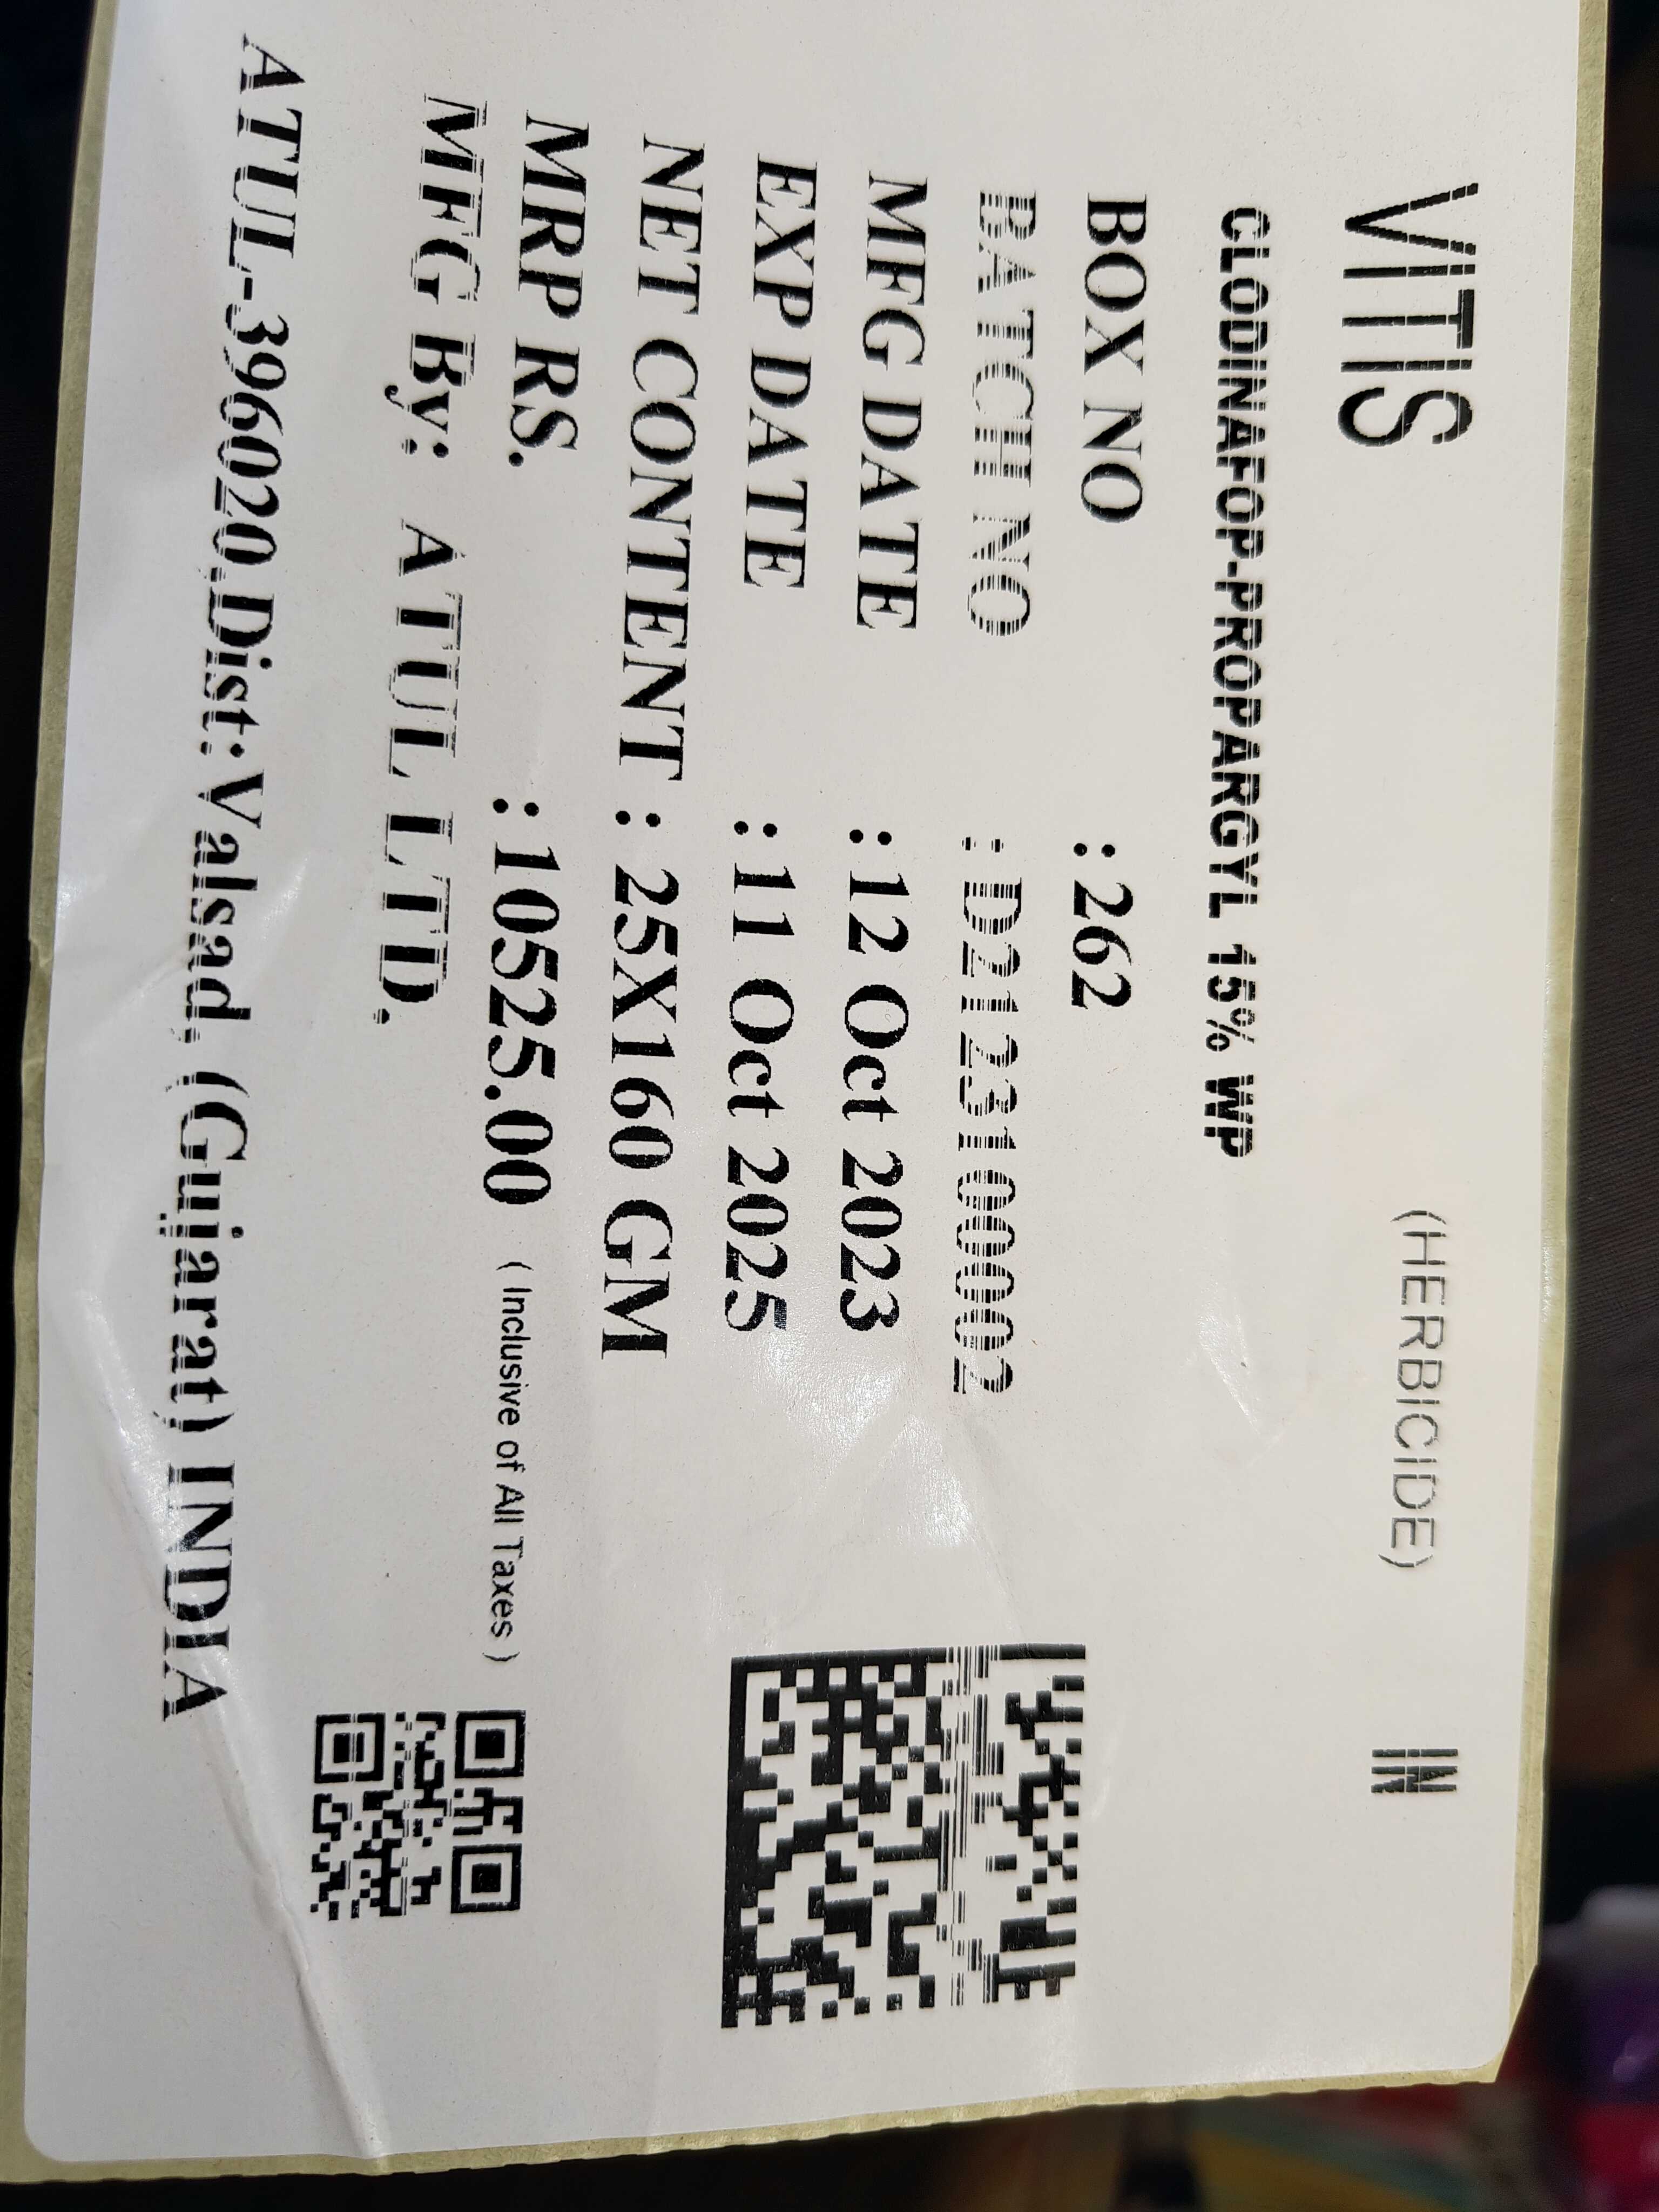 VITIS (HERBICIDE) IN
CLODINAFOP-PROPARGYL 15% WP
BOX NO : 262
BATCH NO : D2123100002
MFG DATE : 12 Oct 2023
EXP DATE : 11 Oct 2025
NET CONTENT : 25X160 GM
MRP RS. : 10525.00 ( Inclusive of All Taxes )
MFG By: ATUL LTD.
ATUL-396020.Dist:Valsad, (Gujarat) INDIA